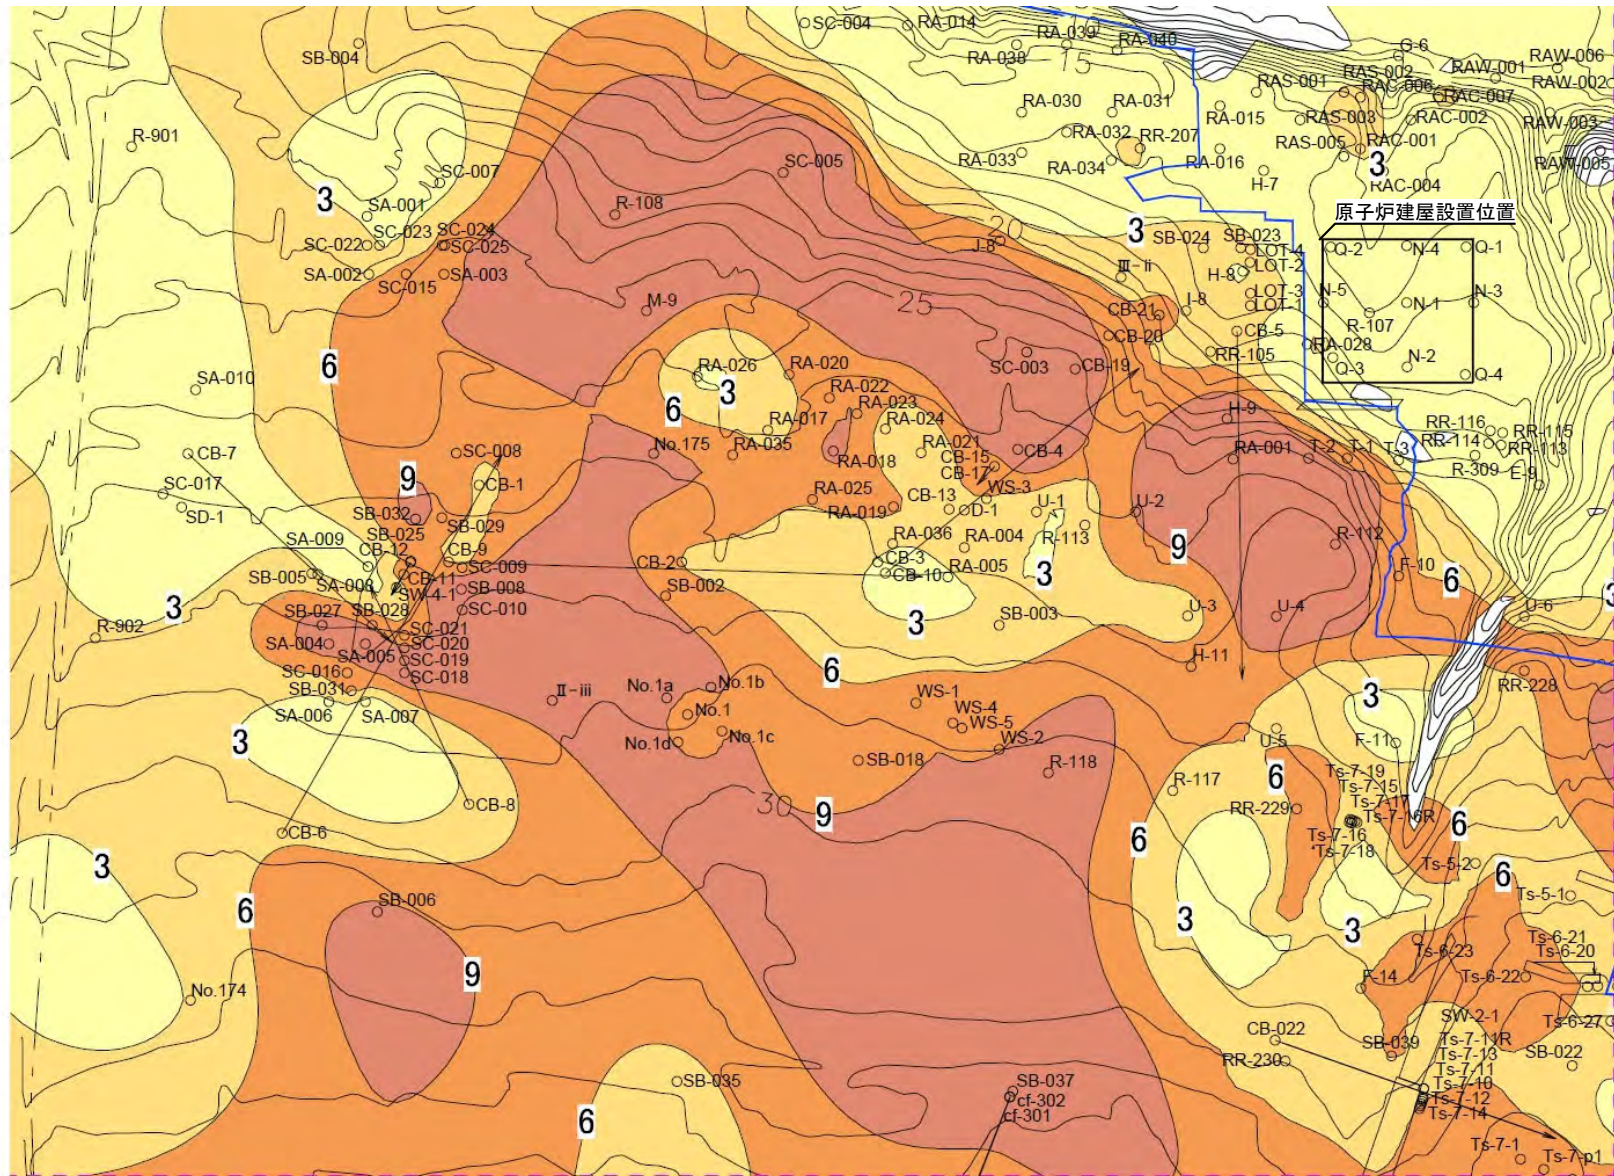 SC-004
RA-014
RA-039
RA-040
G-6
RA-038
15
SB-004
RAS-002
RAW-001
RAW-006
RAS-001
RAC-006
RAW-002
RAC-007
RA-030
RA-031
RA-015
RAS-003
RAC-002
RAW-003
R-901
RA-032
RR-207
RAS-005
RAC-001
RA-033
RA-034
RA-016
3
RAW-005
SC-005
SC-007
H-7
RAC-004
3
SA-001
R-108
原子炉建屋設置位置
SC-023
SC-024
20
3
SC-022
SC-025
J-8
SB-024
SB-023
LOT-4
Q-2
N-4
Q-1
SA-002
SC-015
SA-003
Ⅲ-ii
H-8
LOT-2
LOT-3
N-5
N-3
M-9
25
CB-21
I-8
LOT-1
N-1
R-107
CB-20
CB-5
RA-028
6
RA-026
RA-020
SC-003
CB-19
RR-105
N-2
Q-3
Q-4
SA-010
3
RA-022
6
RA-023
H-9
RA-017
RA-024
RR-116
RR-115
No.175
RA-035
RA-021
CB-4
RA-001
T-2
T-1
T-3
RR-114
RR-113
CB-7
SC-008
RA-018
CB-15
R-309
CB-17
E-9
SC-017
9
CB-1
RA-025
CB-13
WS-3
U-1
U-2
SD-1
SB-032
SB-029
RA-019
D-1
SB-025
SA-009
RA-036
RA-004
R-113
9
R-112
CB-12
CB-9
CB-2
CB-3
F-10
SB-005
SA-008
CB-11
SC-009
CB-10
RA-005
3
6
SW-4-1
SB-008
SB-002
3
3
SB-027
SB-028
SC-010
3
SB-003
U-3
U-4
U-6
R-902
SC-021
SA-004
SA-005
SC-020
SC-019
SC-016
SC-018
6
H-11
RR-228
SB-031
Ⅱ-iii
No.1a
No.1b
WS-1
3
SA-006
SA-007
No.1
WS-4
WS-5
3
No.1d
No.1c
WS-2
U-5
F-11
SB-018
R-118
R-117
6
Ts-7-19
Ts-7-15
CB-8
30
9
RR-229
Ts-7-17
Ts-7-16R
CB-6
6
Ts-7-16
6
Ts-7-18
3
Ts-5-2
6
SB-006
Ts-5-1
6
3
3
Ts-6-21
Ts-6-23
Ts-6-20
9
F-14
Ts-6-22
No.174
SW-2-1
Ts-6-27
CB-022
Ts-7-11R
SB-039
Ts-7-13
SB-022
RR-230
Ts-7-11
SB-035
SB-037
Ts-7-10
cf-302
Ts-7-12
cf-301
Ts-7-14
6
Ts-7-1
Ts-7-p1